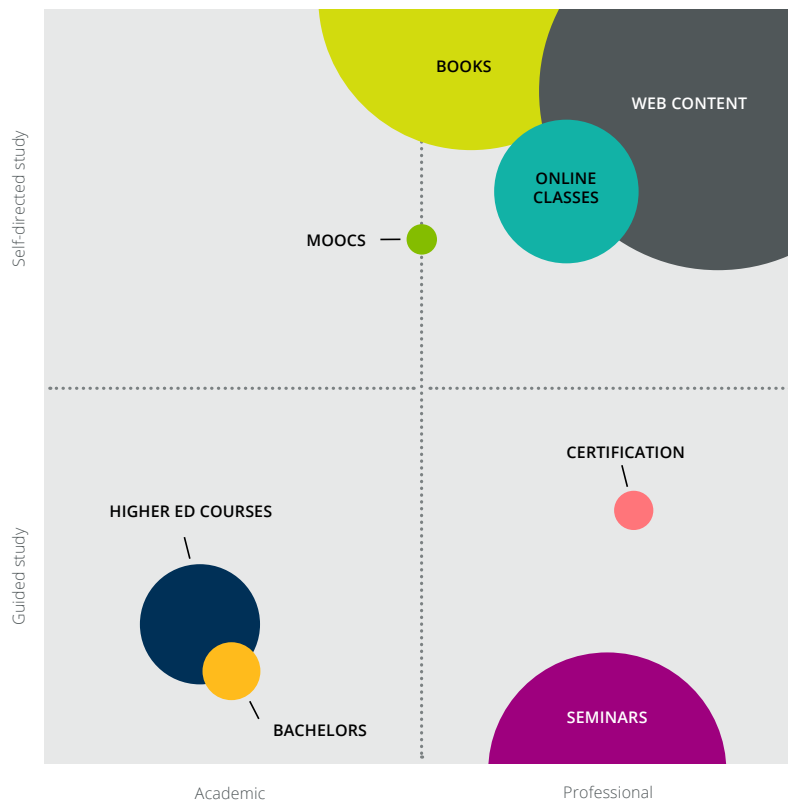 BOOKS
WEB CONTENT
ONLINE
CLASSES
MOOCS
Self-directed study
CERTIFICATION
HIGHER ED COURSES
Guided study
SEMINARS
BACHELORS
Academic
Professional